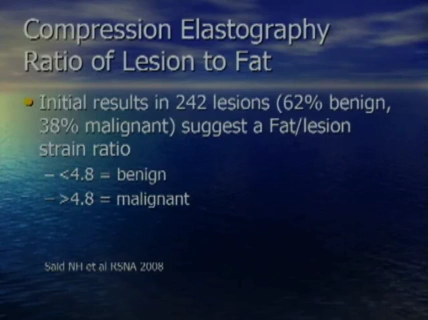 Compression Elastography
Ratio of Lesion to Fat
Initial results in 242 lesions (62% benign,
38% malignant) suggest a Fat/lesion
strain ratio
– <4.8 = benign
– >4.8 = malignant
Said NH et al RSNA 2008